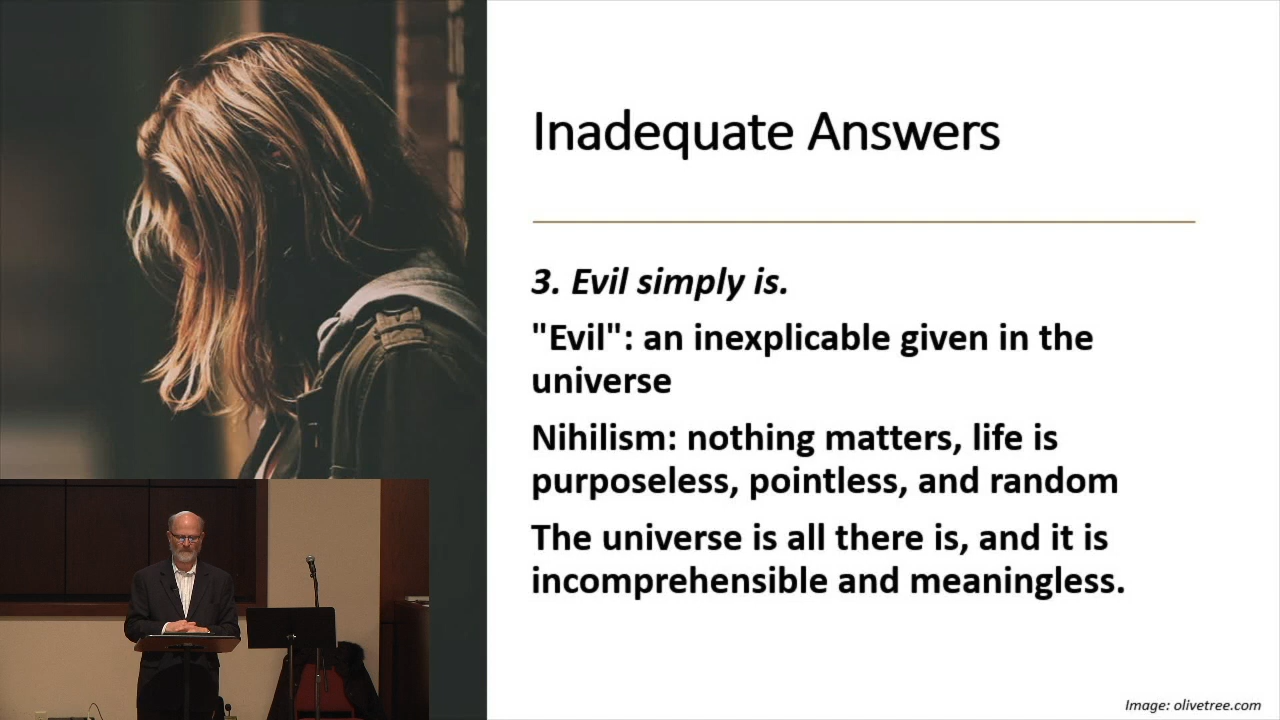 Inadequate Answers
3. Evil simply is.
"Evil": an inexplicable given in the
universe
Nihilism: nothing matters, life is
purposeless, pointless, and random
The universe is all there is, and it is
incomprehensible and meaningless.
Image: olivetree.com